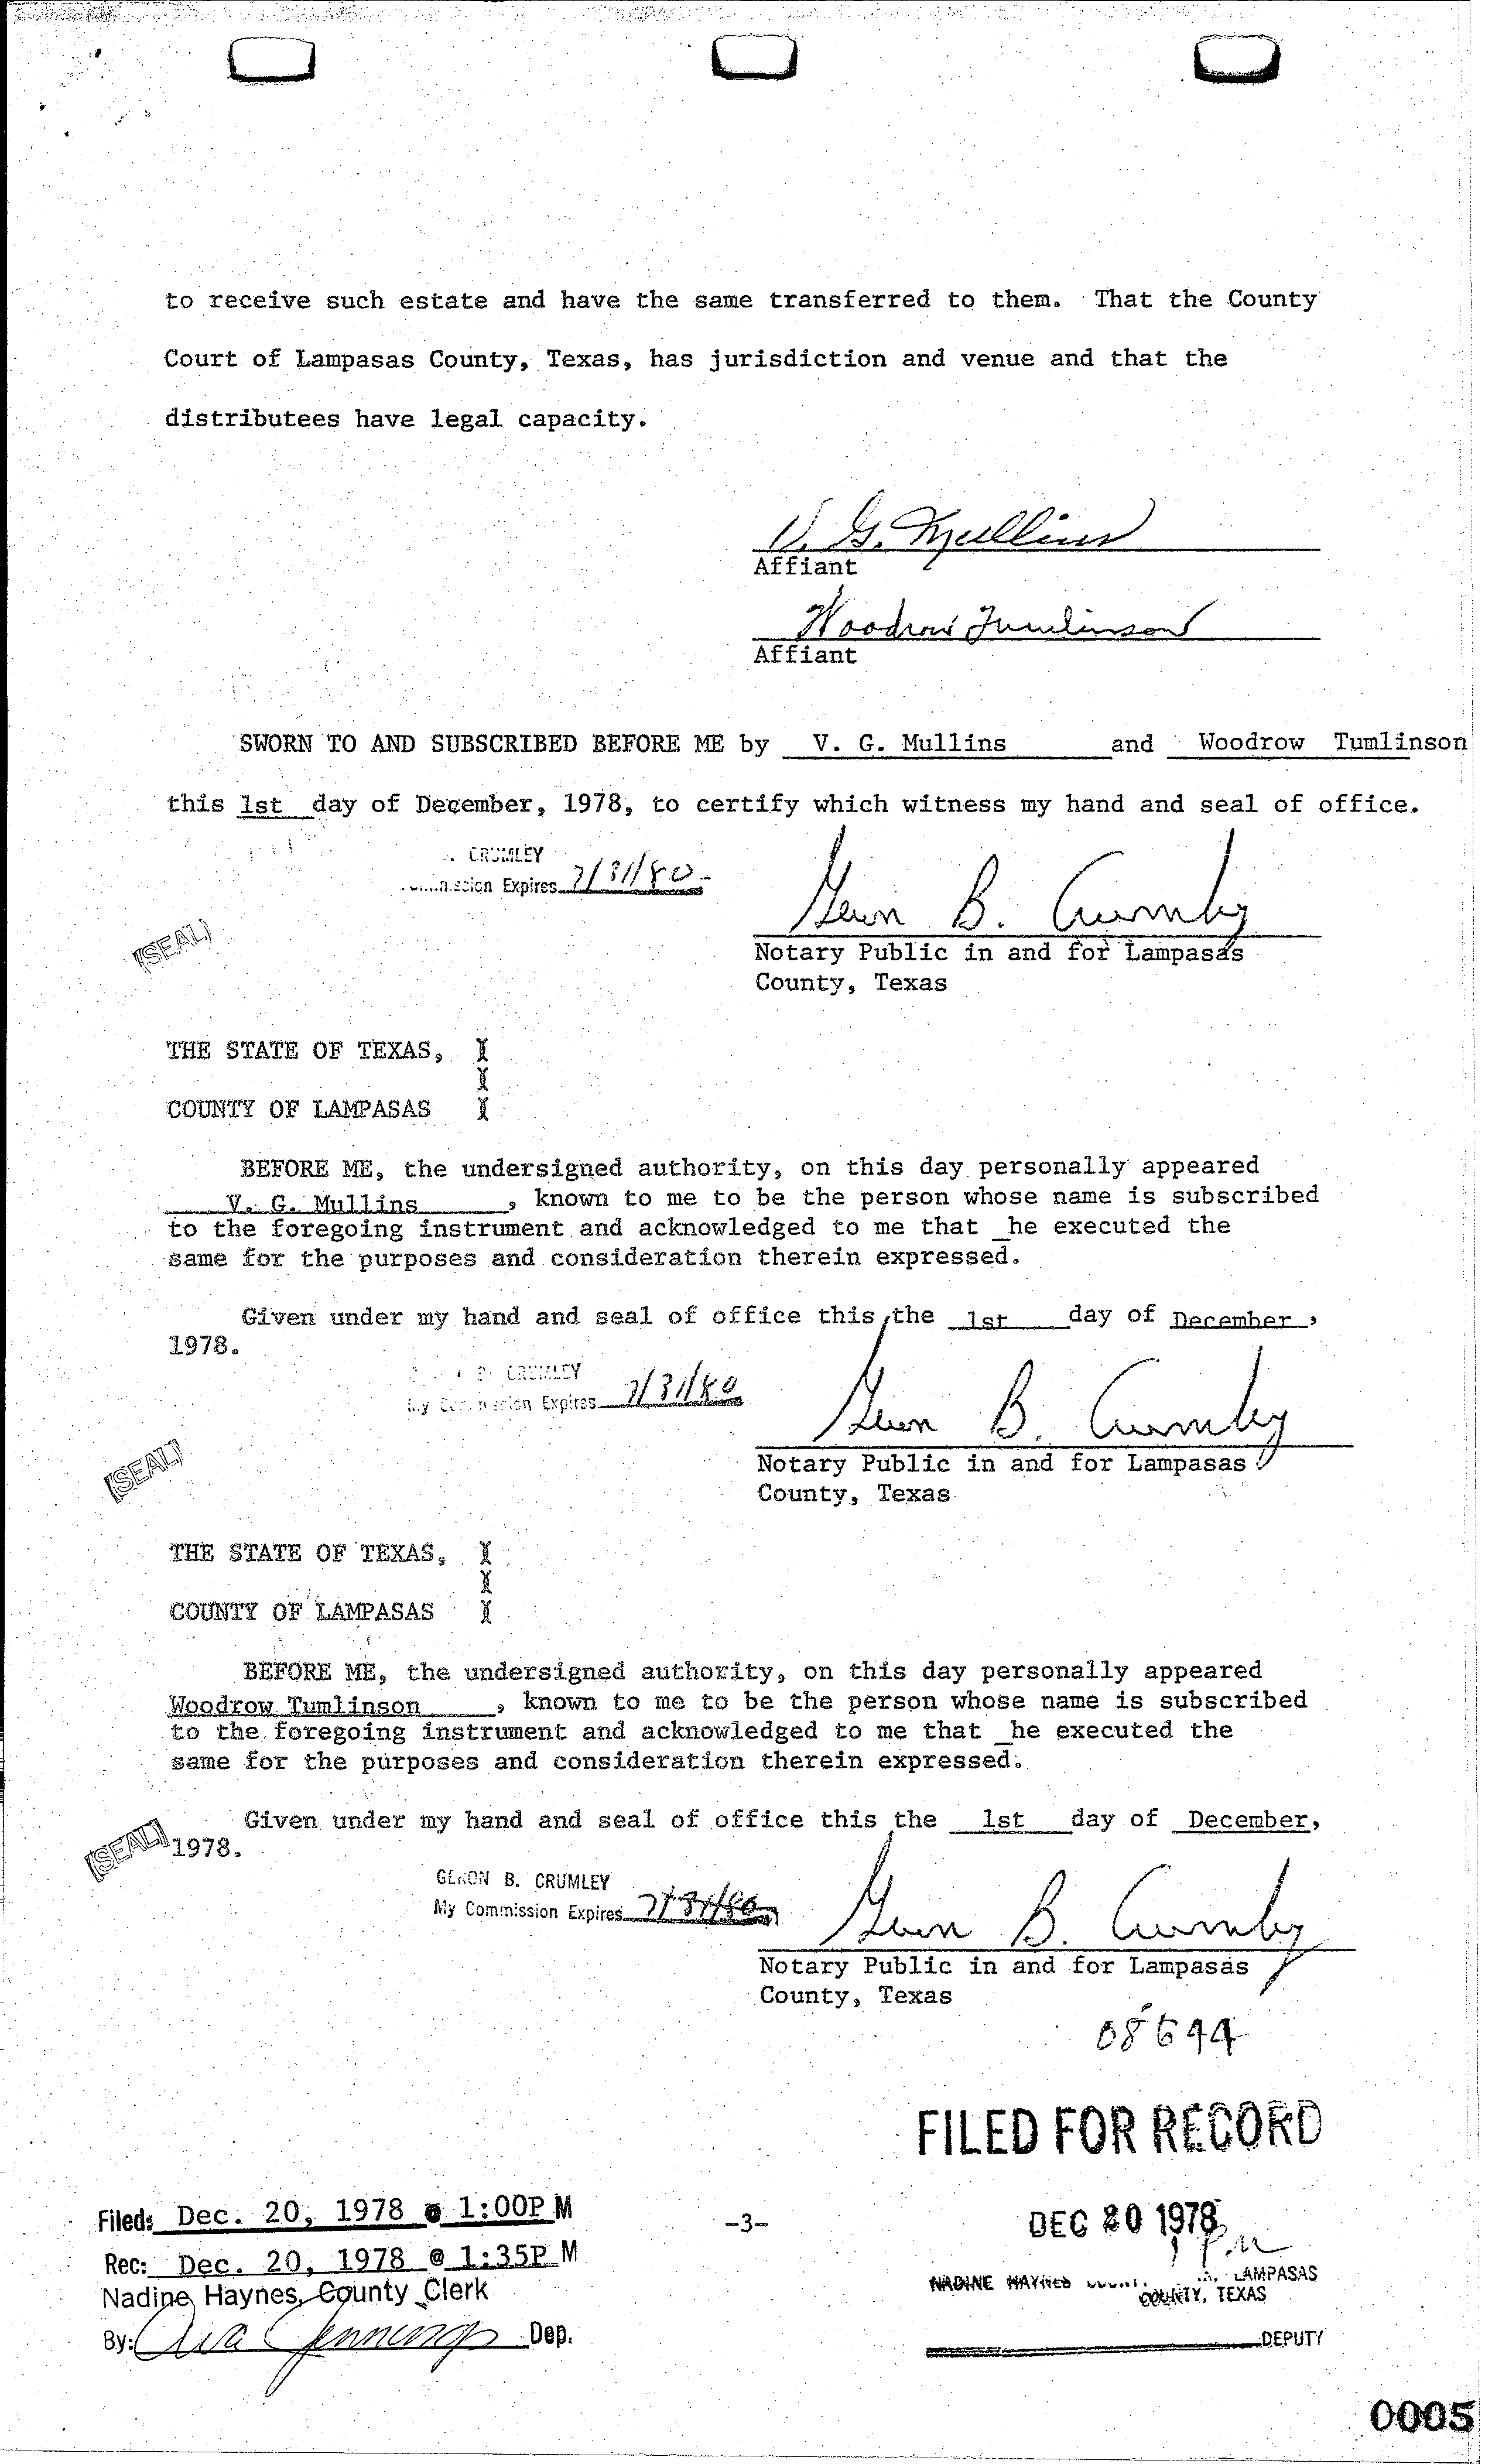 to receive such estate and have the same transferred to them. That the County
Court of Lampasas County, Texas, has jurisdiction and venue and that the
distributees have legal capacity.
V. G. Mullins
Affiant
Woodrow Tumlinson
Affiant
SWORN TO AND SUBSCRIBED BEFORE ME by V. G. Mullins and Woodrow Tumlinson
this 1st day of December, 1978, to certify which witness my hand and seal of office.
CRUMLEY
Expires 7/31/80
B. Crumley
(SEAL)
Notary Public in and for Lampasas
County, Texas
THE STATE OF TEXAS, X
X
COUNTY OF LAMPASAS X
BEFORE ME, the undersigned authority, on this day personally appeared
V. G. Mullins, known to me to be the person whose name is subscribed
to the foregoing instrument and acknowledged to me that _he executed the
same for the purposes and consideration therein expressed.
Given under my hand and seal of office this the 1st day of December,
1978.
B. CRUMLEY
My Commission Expires 7/31/80
B. Crumley
(SEAL)
Notary Public in and for Lampasas
County, Texas
THE STATE OF TEXAS, X
X
COUNTY OF LAMPASAS X
BEFORE ME, the undersigned authority, on this day personally appeared
Woodrow Tumlinson, known to me to be the person whose name is subscribed
to the foregoing instrument and acknowledged to me that _he executed the
same for the purposes and consideration therein expressed.
Given under my hand and seal of office this the 1st day of December,
(SEAL) 1978.
B. CRUMLEY
My Commission Expires 7/31/80
B. Crumley
Notary Public in and for Lampasas
County, Texas
08644
FILED FOR RECORD
Filed: Dec. 20, 1978 @ 1:00P M
-3-
DEC 20 1978
1 P.M
Rec: Dec. 20, 1978 @ 1:35P M
Nadine Haynes, County Clerk
NADINE HAYNES LAMPASAS
COUNTY, TEXAS
By: Jennings Dep.
DEPUTY
0005